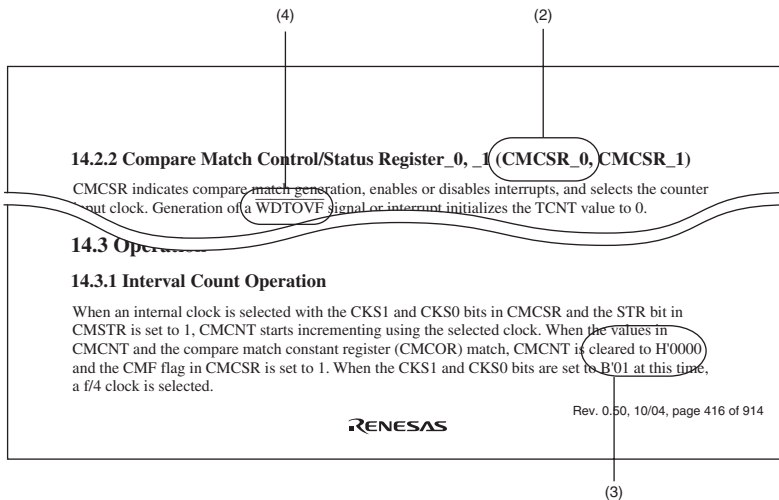 (4) (2)
14.2.2 Compare Match Control/Status Register_0, _1 (CMCSR_0, CMCSR_1)
CMCSR indicates compare match generation, enables or disables interrupts, and selects the counter
input clock. Generation of a WDTOVF signal or interrupt initializes the TCNT value to 0.
14.3 Operation
14.3.1 Interval Count Operation
When an internal clock is selected with the CKS1 and CKS0 bits in CMCSR and the STR bit in
CMSTR is set to 1, CMCNT starts incrementing using the selected clock. When the values in
CMCNT and the compare match constant register (CMCOR) match, CMCNT is cleared to H'0000
and the CMF flag in CMCSR is set to 1. When the CKS1 and CKS0 bits are set to B'01 at this time,
a f/4 clock is selected.
Rev. 0.50, 10/04, page 416 of 914
RENESAS
(3)